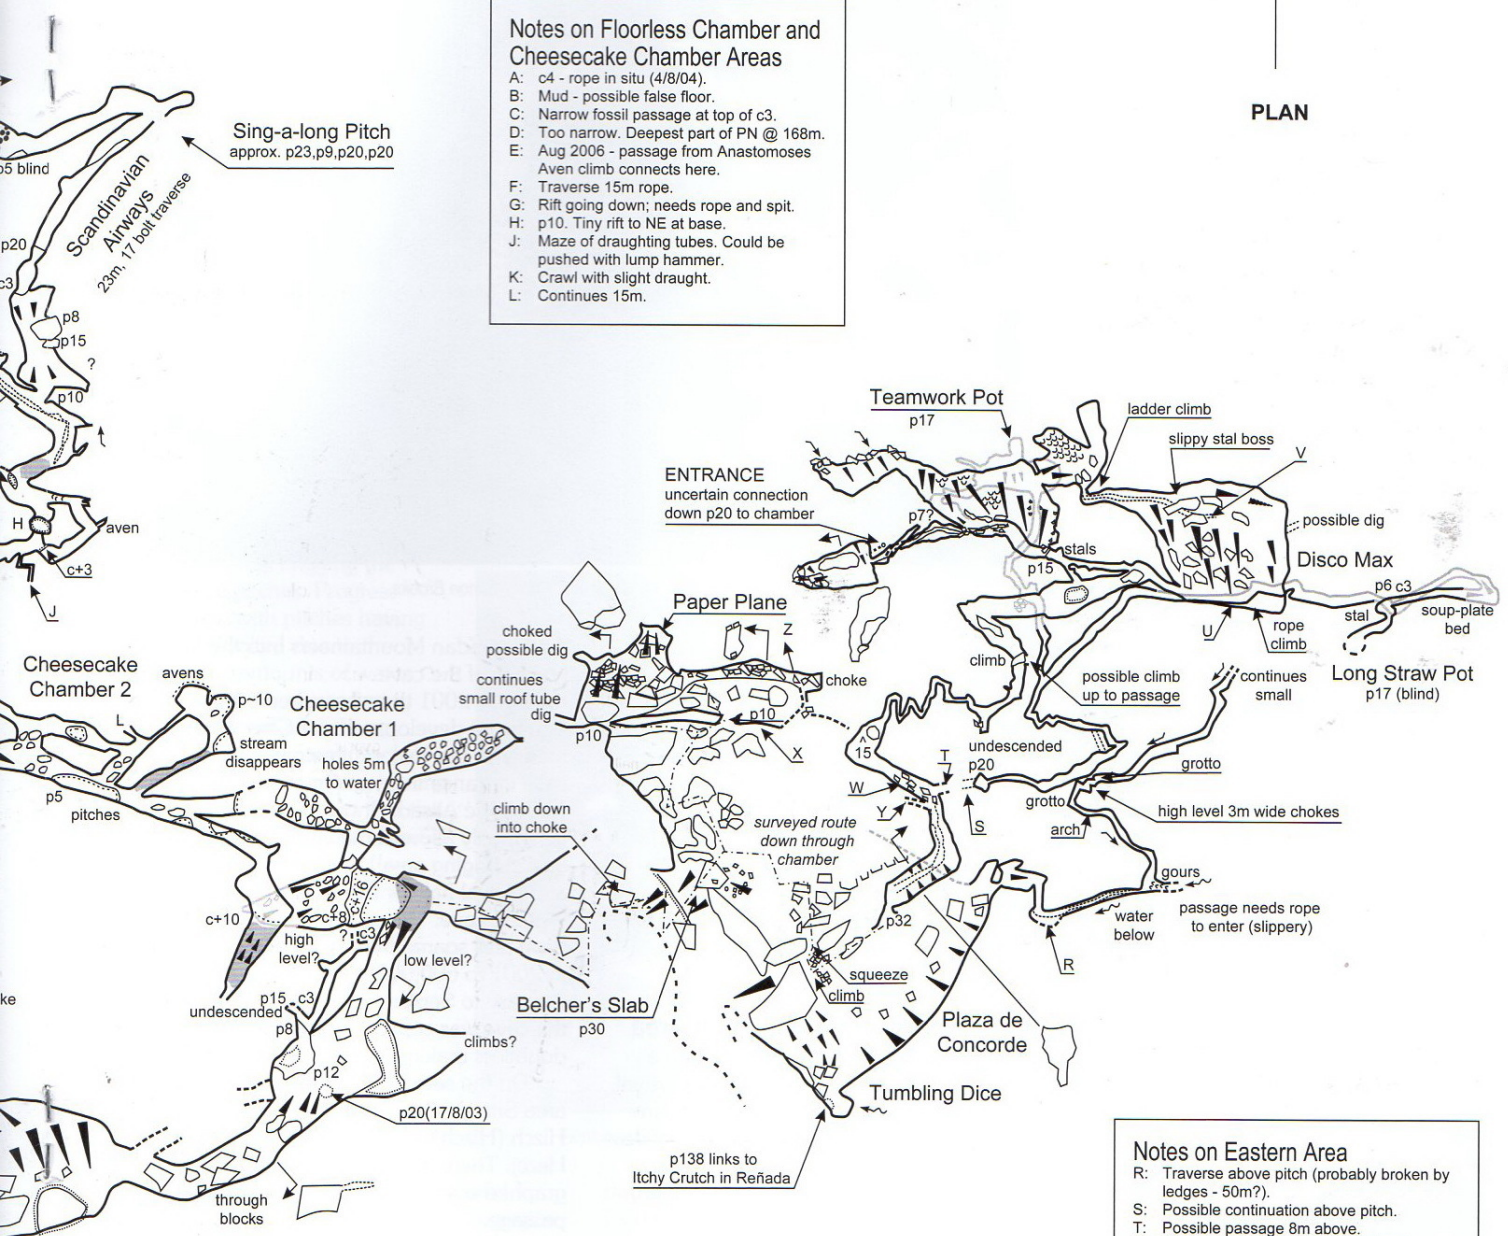 Notes on Floorless Chamber and
Cheesecake Chamber Areas
A: c4 - rope in situ (4/8/04).
B: Mud - possible false floor.
C: Narrow fossil passage at top of c3.
D: Too narrow. Deepest part of PN @ 168m.
E: Aug 2006 - passage from Anastomoses
Aven climb connects here.
F: Traverse 15m rope.
G: Rift going down; needs rope and spit.
H: p10. Tiny rift to NE at base.
J: Maze of draughting tubes. Could be
pushed with lump hammer.
K: Crawl with slight draught.
L: Continues 15m.
PLAN
Sing-a-long Pitch
approx. p23,p9,p20,p20
p5 blind
Scandinavian
Airways
23m, 17 bolt traverse
p20
c3
p8
p15
?
p10
H
aven
c+3
J
Teamwork Pot
p17
ladder climb
slippy stal boss
V
ENTRANCE
uncertain connection
down p20 to chamber
p7?
possible dig
stals
p15
Disco Max
p6 c3
soup-plate
bed
stal
U
rope
climb
Long Straw Pot
p17 (blind)
Paper Plane
choked
possible dig
Z
continues
small roof tube
dig
choke
p10
p10
X
climb
possible climb
up to passage
continues
small
Cheesecake
Chamber 2
avens
p~10
L
stream
disappears
p5
pitches
Cheesecake
Chamber 1
holes 5m
to water
climb down
into choke
15
undescended
p20
T
W
Y
S
grotto
grotto
arch
high level 3m wide chokes
surveyed route
down through
chamber
gours
passage needs rope
to enter (slippery)
water
below
R
c+10
c+16
c+8
c3
?
high
level?
low level?
p32
squeeze
climb
Belcher's Slab
p30
p15 c3
undescended
p8
climbs?
p12
p20(17/8/03)
Plaza de
Concorde
Tumbling Dice
p138 links to
Itchy Crutch in Reñada
through
blocks
ke
Notes on Eastern Area
R: Traverse above pitch (probably broken by
ledges - 50m?).
S: Possible continuation above pitch.
T: Possible passage 8m above.